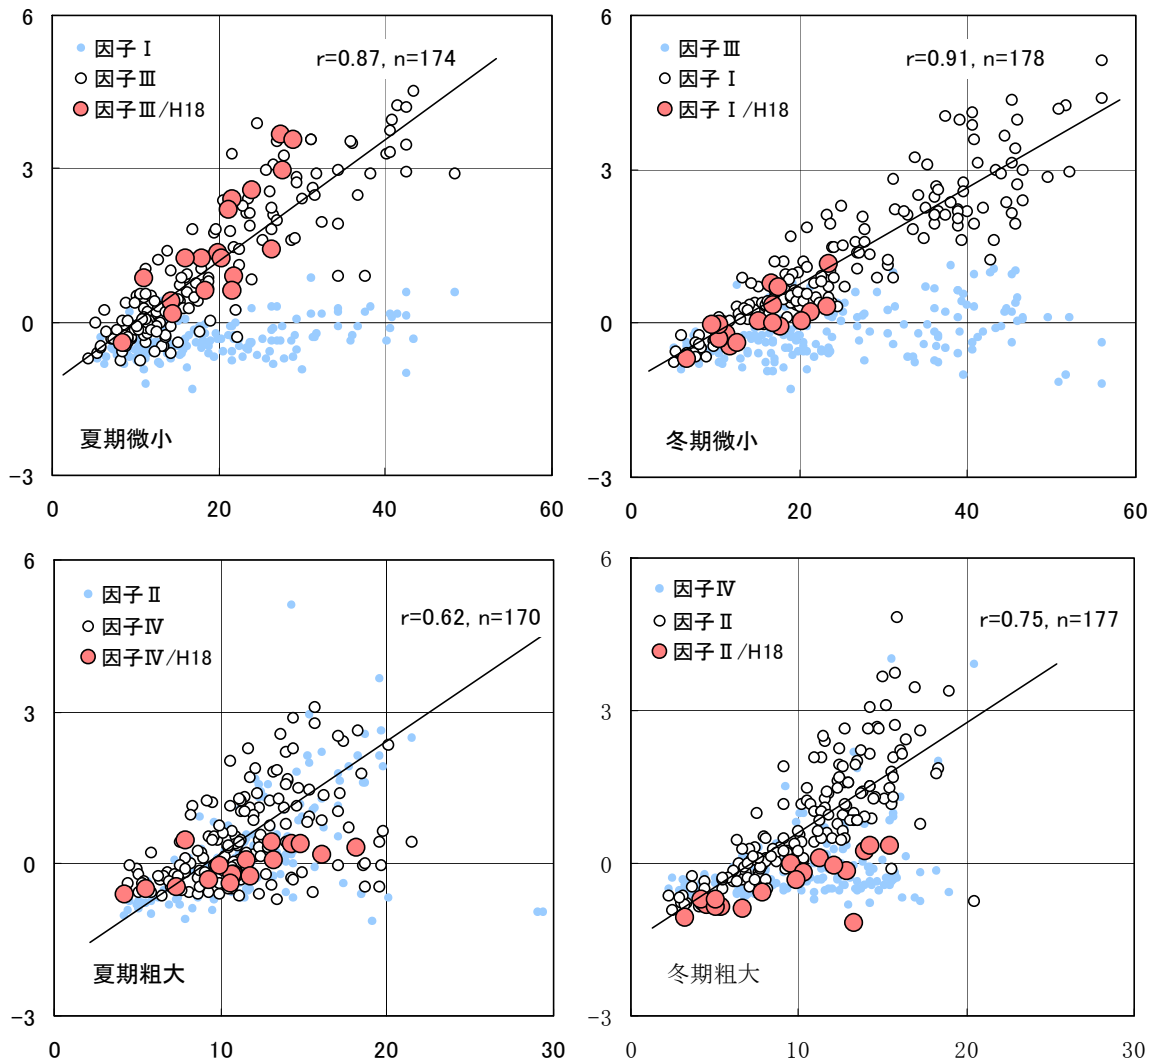 6
3
0
-3
因子Ⅰ
因子Ⅲ
因子Ⅲ/H18
r=0.87, n=174
夏期微小
0 20 40 60
6
3
0
-3
因子Ⅲ
因子Ⅰ
因子Ⅰ/H18
r=0.91, n=178
冬期微小
0 20 40 60
6
3
0
-3
因子Ⅱ
因子Ⅳ
因子Ⅳ/H18
r=0.62, n=170
夏期粗大
0 10 20 30
6
3
0
-3
因子Ⅳ
因子Ⅱ
因子Ⅱ/H18
r=0.75, n=177
冬期粗大
0 10 20 30